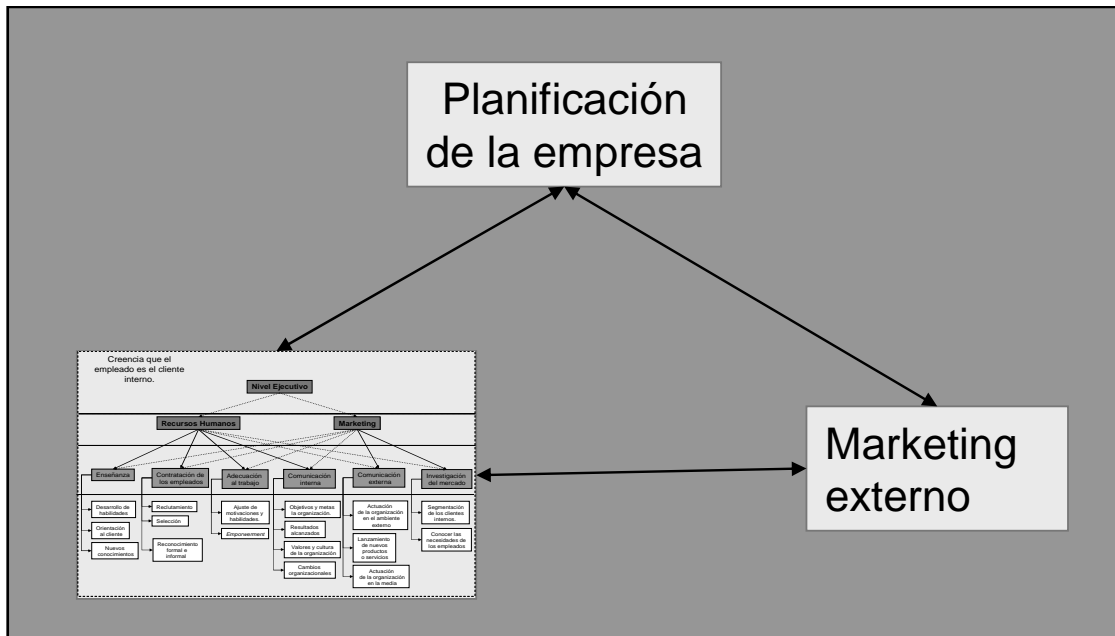 Planificación
de la empresa
Creencia que el
empleado es el cliente
interno.
Nivel Ejecutivo
Recursos Humanos
Marketing
Enseñanza
Contratación de
los empleados
Adecuación
al trabajo
Comunicación
interna
Comunicación
externa
Investigación
del mercado
Desarrollo de
habilidades
Orientación
al cliente
Nuevos
conocimientos
Reclutamiento
Selección
Reconocimiento
formal e
informal
Ajuste de
motivaciones y
habilidades.
Emporwerment
Objetivos y metas
la organización.
Resultados
alcanzados
Valores y cultura
de la organización
Cambios
organizacionales
Actuación
de la organización
en el ambiente
externo
Lanzamiento
de nuevos
productos
o servicios
Actuación
de la organización
en la media
Segmentación
de los clientes
internos.
Conocer las
necesidades de
los empleados
Marketing
externo